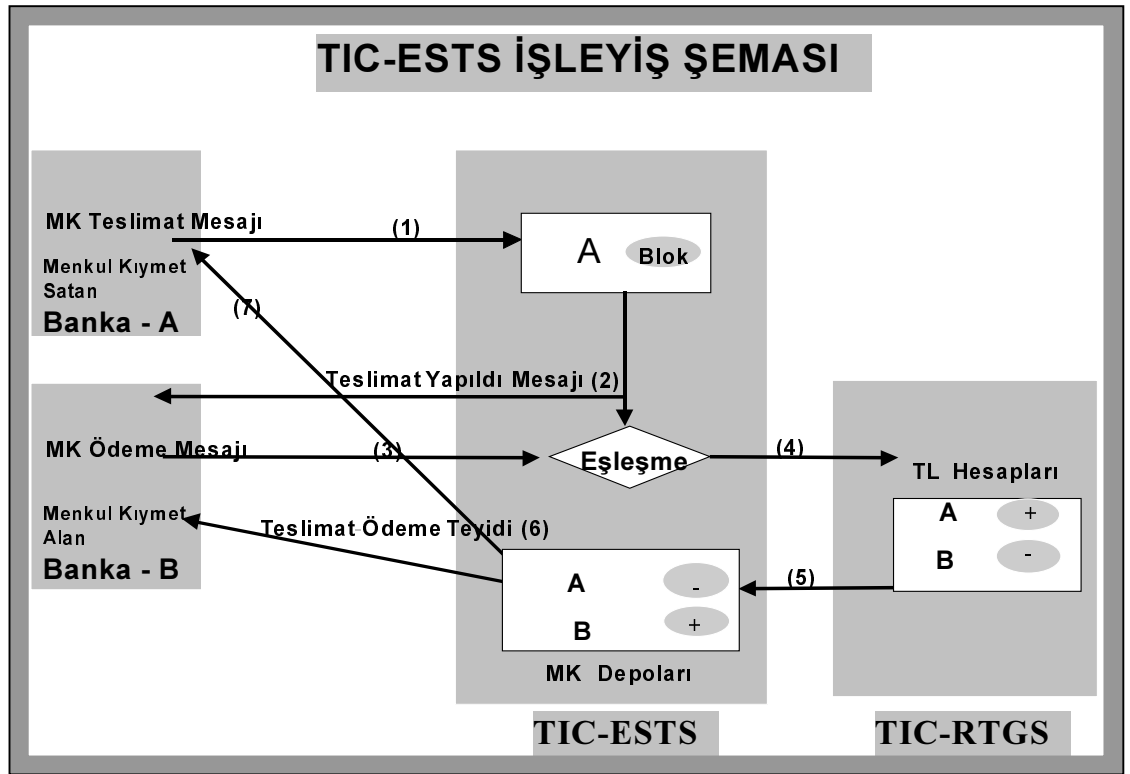 TIC-ESTS İŞLEYİŞ ŞEMASI
MK Teslimat Mesajı
(1)
A
Blok
Menkul Kıymet
Satan
Banka - A
(7)
Teslimat Yapıldı Mesajı (2)
MK Ödeme Mesajı
(3)
Eşleşme
(4)
TL Hesapları
A
+
B
-
Menkul Kıymet
Alan
Banka - B
Teslimat-Ödeme Teyidi (6)
(5)
A
-
B
+
MK Depoları
TIC-ESTS
TIC-RTGS